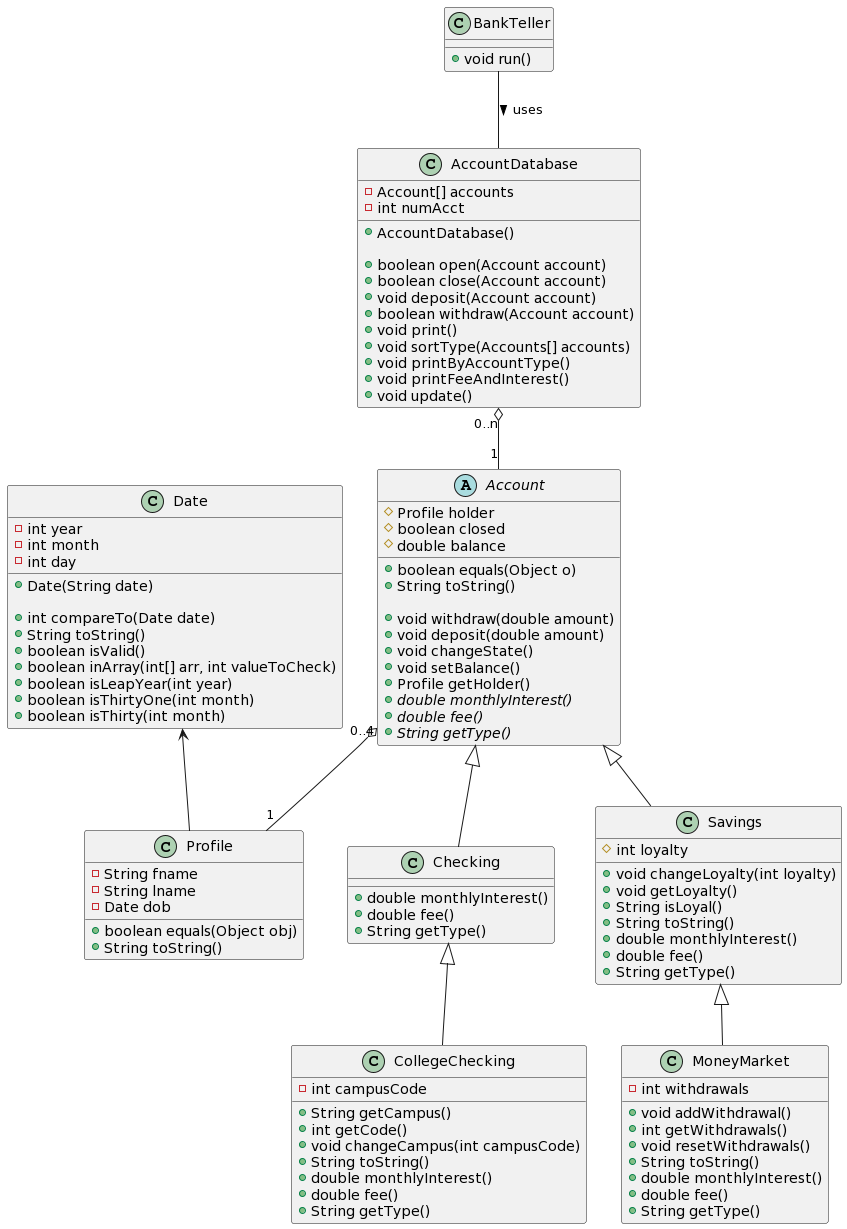 C BankTeller
void run()
uses
C AccountDatabase
Account[] accounts
int numAcct
AccountDatabase()
boolean open(Account account)
boolean close(Account account)
void deposit(Account account)
boolean withdraw(Account account)
void print()
void sortType(Accounts[] accounts)
void printByAccountType()
void printFeeAndInterest()
void update()
0..n
1
C Date
int year
int month
int day
Date(String date)
int compareTo(Date date)
String toString()
boolean isValid()
boolean inArray(int[] arr, int valueToCheck)
boolean isLeapYear(int year)
boolean isThirtyOne(int month)
boolean isThirty(int month)
A Account
Profile holder
boolean closed
double balance
boolean equals(Object o)
String toString()
void withdraw(double amount)
void deposit(double amount)
void changeState()
void setBalance()
Profile getHolder()
double monthlyInterest()
double fee()
String getType()
0..4
1
C Profile
String fname
String lname
Date dob
boolean equals(Object obj)
String toString()
C Checking
double monthlyInterest()
double fee()
String getType()
C Savings
int loyalty
void changeLoyalty(int loyalty)
void getLoyalty()
String isLoyal()
String toString()
double monthlyInterest()
double fee()
String getType()
C CollegeChecking
int campusCode
String getCampus()
int getCode()
void changeCampus(int campusCode)
String toString()
double monthlyInterest()
double fee()
String getType()
C MoneyMarket
int withdrawals
void addWithdrawal()
int getWithdrawals()
void resetWithdrawals()
String toString()
double monthlyInterest()
double fee()
String getType()